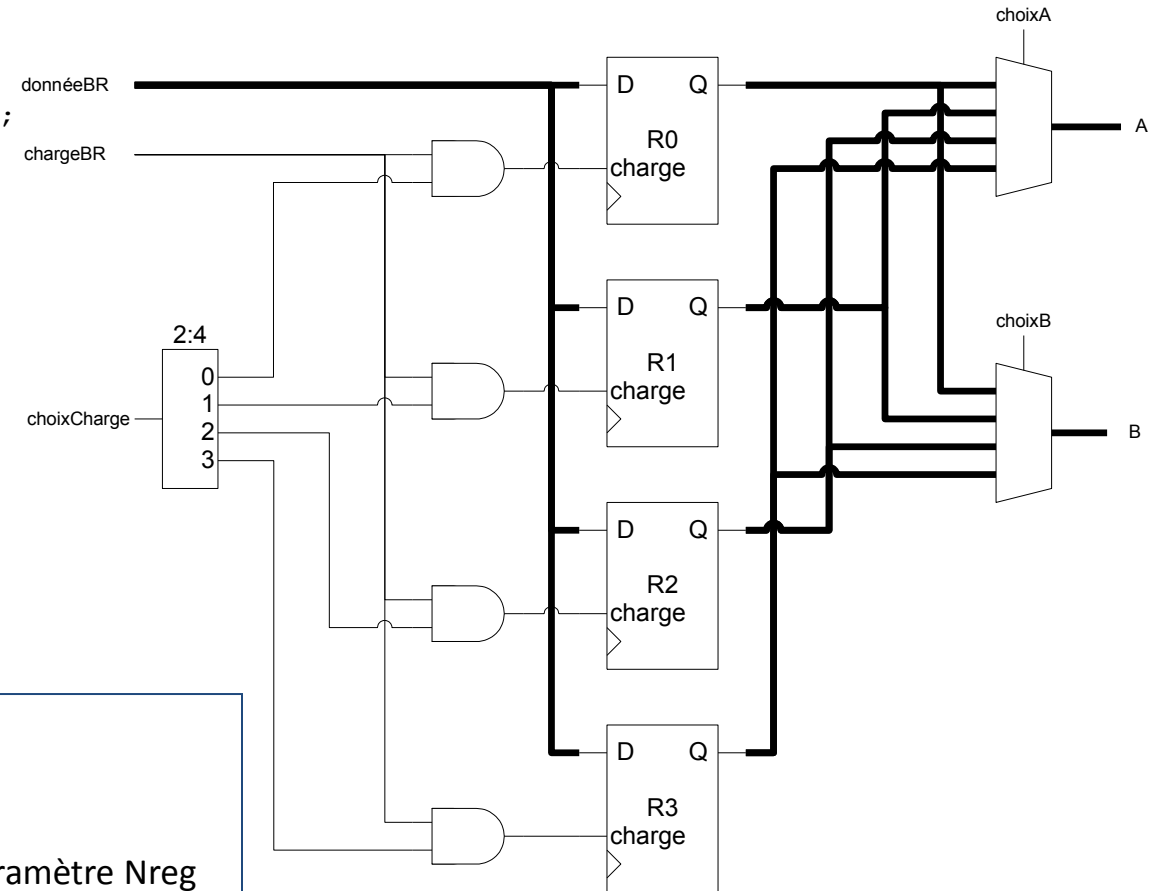 choixA
donnéeBR
;
chargeBR
D Q
R0
charge
A
D Q
R1
charge
choixB
2:4
0
1
2
3
choixCharge
B
D Q
R2
charge
D Q
R3
charge
ramètre Nreg